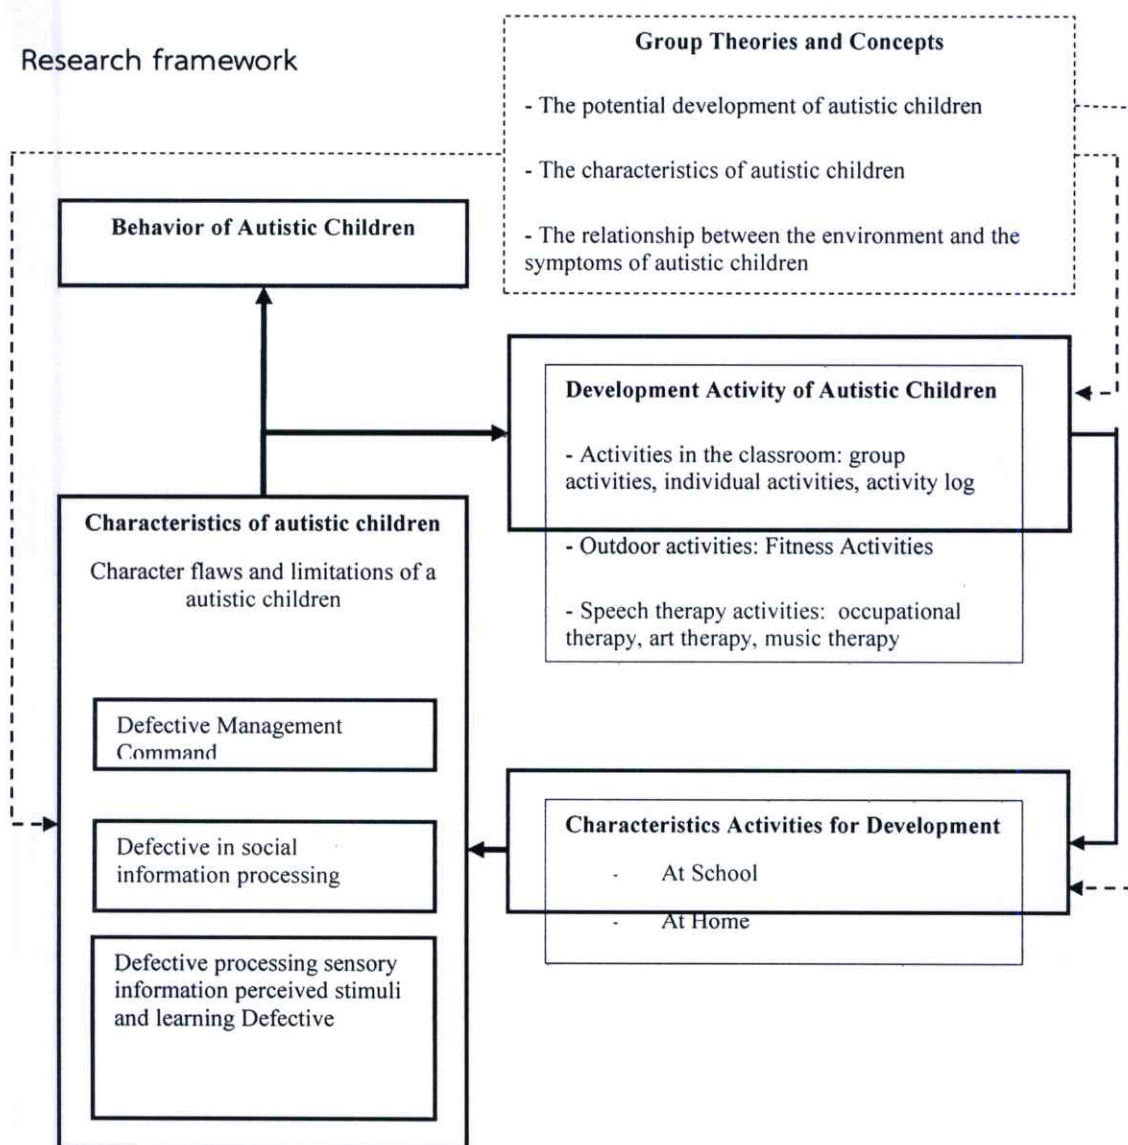 Research framework
Group Theories and Concepts
- The potential development of autistic children
- The characteristics of autistic children
- The relationship between the environment and the
symptoms of autistic children
Behavior of Autistic Children
Development Activity of Autistic Children
- Activities in the classroom: group
activities, individual activities, activity log
- Outdoor activities: Fitness Activities
- Speech therapy activities: occupational
therapy, art therapy, music therapy
Characteristics of autistic children
Character flaws and limitations of a
autistic children
Defective Management
Command
Defective in social
information processing
Defective processing sensory
information perceived stimuli
and learning Defective
Characteristics Activities for Development
- At School
- At Home